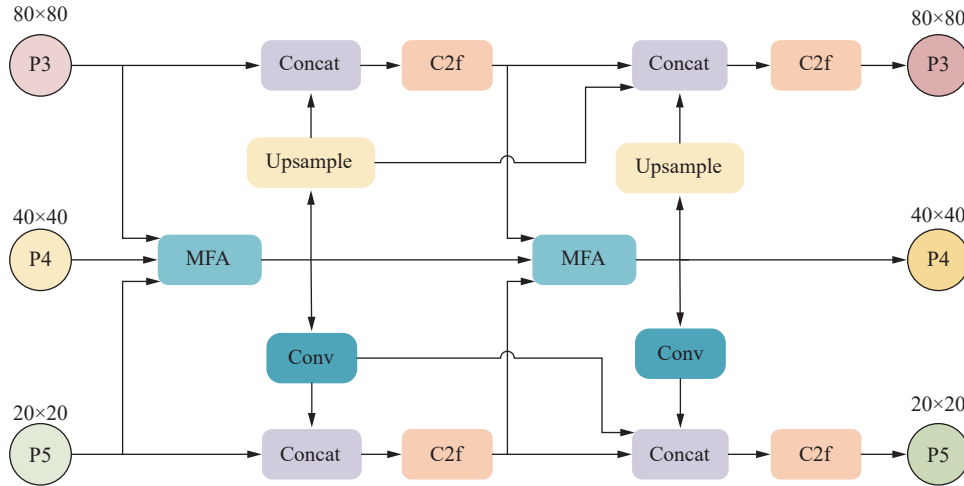 80×80
80×80
P3
Concat
C2f
Concat
C2f
P3
Upsample
Upsample
40×40
40×40
P4
MFA
MFA
P4
Conv
Conv
20×20
20×20
P5
Concat
C2f
Concat
C2f
P5